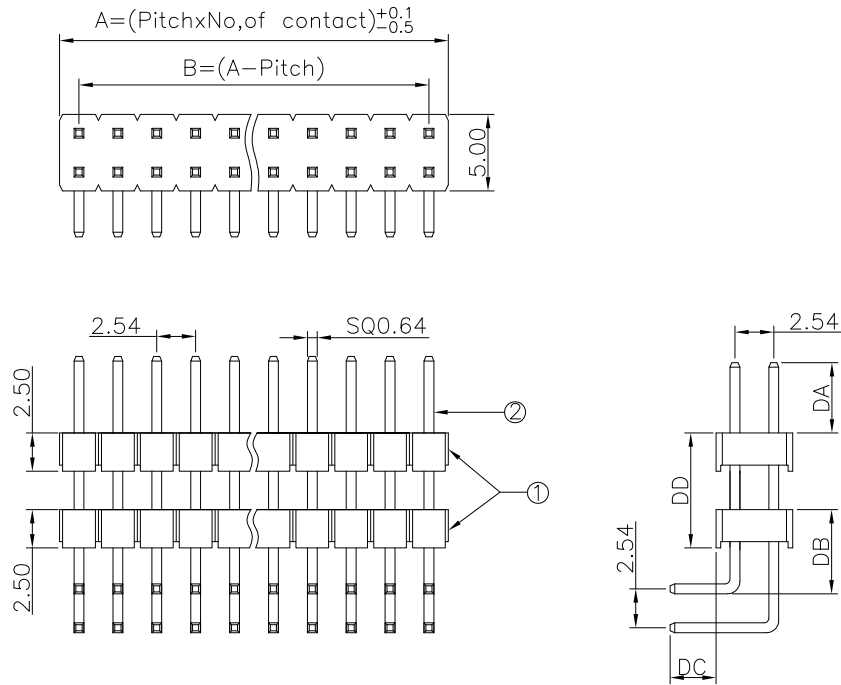 A=(PitchxNo,of contact)+0.1 -0.5
B=(A-Pitch)
5.00
2.54
SQ0.64
2.54
2.50
②
DA
①
DD
2.50
2.54
DB
DC